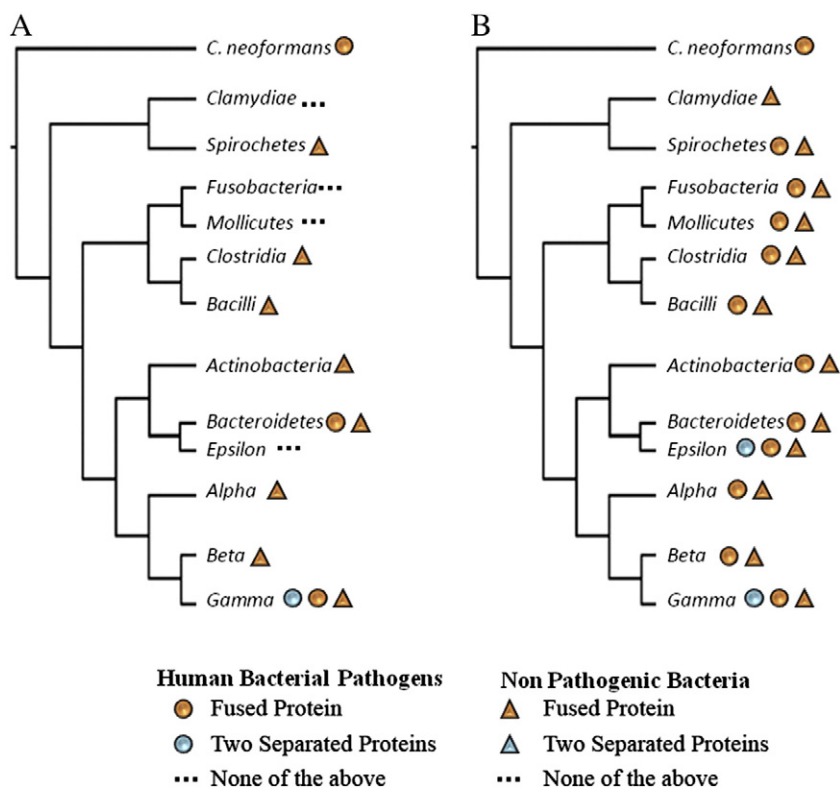 A
C. neoformans
Clamydiae ...
Spirochetes
Fusobacteria...
Mollicutes ...
Clostridia
Bacilli
Actinobacteria
Bacteroidetes
Epsilon ...
Alpha
Beta
Gamma
B
C. neoformans
Clamydiae
Spirochetes
Fusobacteria
Mollicutes
Clostridia
Bacilli
Actinobacteria
Bacteroidetes
Epsilon
Alpha
Beta
Gamma
Human Bacterial Pathogens
Fused Protein
Two Separated Proteins
... None of the above
Non Pathogenic Bacteria
Fused Protein
Two Separated Proteins
... None of the above